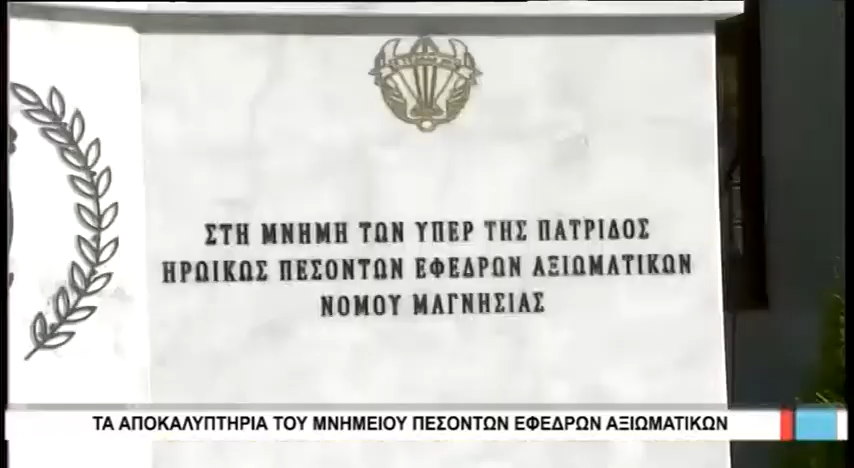 ΣΤΗ ΜΝΗΜΗ ΤΩΝ ΥΠΕΡ ΤΗΣ ΠΑΤΡΙΔΟΣ
ΗΡΩΙΚΩΣ ΠΕΣΟΝΤΩΝ ΕΦΕΔΡΩΝ ΑΞΙΩΜΑΤΙΚΩΝ
ΝΟΜΟΥ ΜΑΓΝΗΣΙΑΣ
ΤΑ ΑΠΟΚΑΛΥΠΤΗΡΙΑ ΤΟΥ ΜΝΗΜΕΙΟΥ ΠΕΣΟΝΤΩΝ ΕΦΕΔΡΩΝ ΑΞΙΩΜΑΤΙΚΩΝ